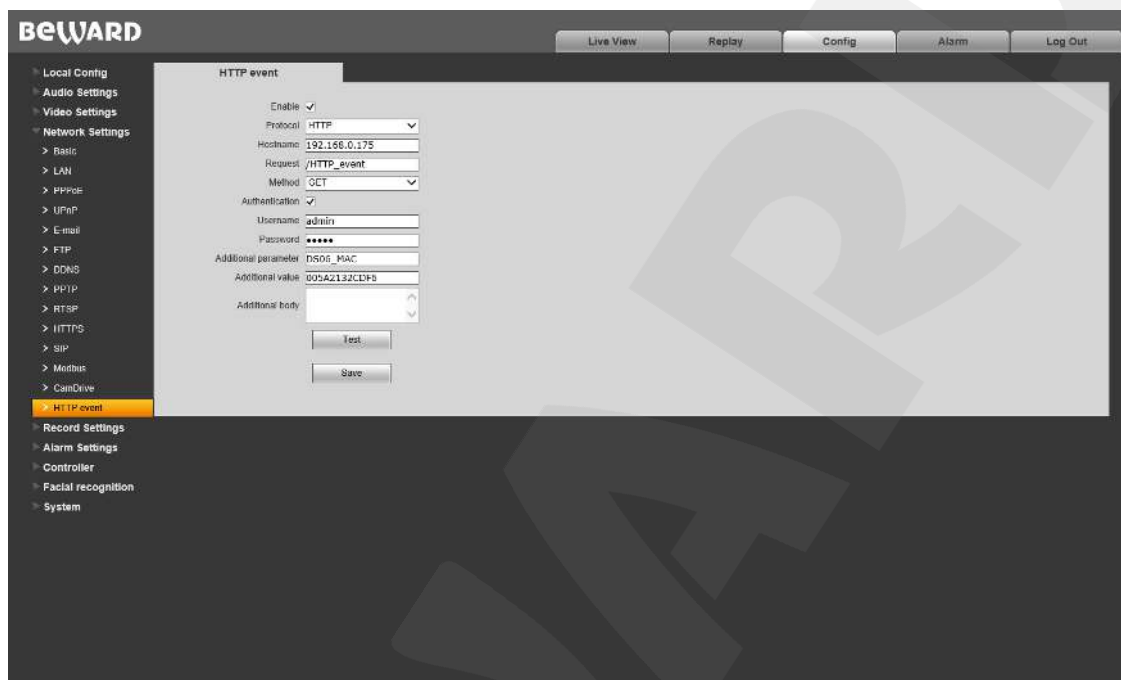 BEWARD
Live View
Replay
Config
Alarm
Log Out
Local Config
Audio Settings
Video Settings
Network Settings
> Basic
> LAN
> PPPoE
> UPnP
> E-mail
> FTP
> DDNS
> PPTP
> RTSP
> HTTPS
> SIP
> Modbus
> CamDrive
> HTTP event
Record Settings
Alarm Settings
Controller
Facial recognition
System
HTTP event
Enable
Protocol HTTP
Hostname 192.168.0.175
Request /HTTP_event
Method GET
Authentication
Username admin
Password •••••
Additional parameter DS06_MAC
Additional value 005A2132CDF6
Additional body
Test
Save